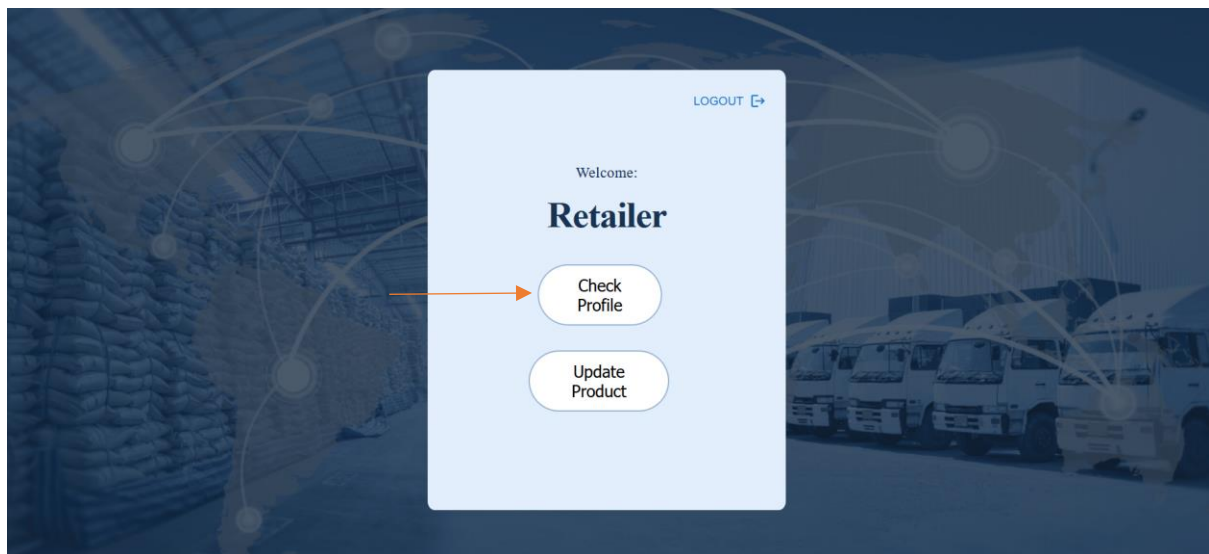 LOGOUT
Welcome:
Retailer
Check
Profile
Update
Product